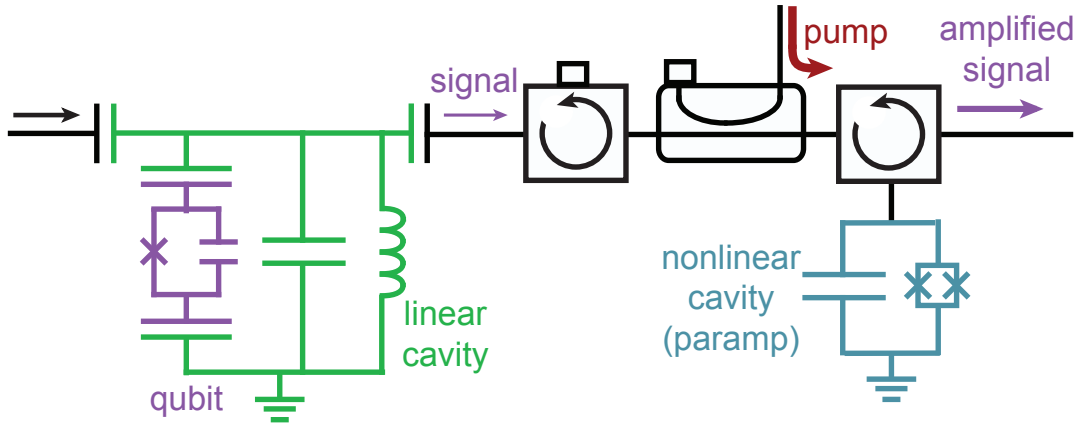 signal
pump
amplified
signal
linear
cavity
qubit
nonlinear
cavity
(paramp)